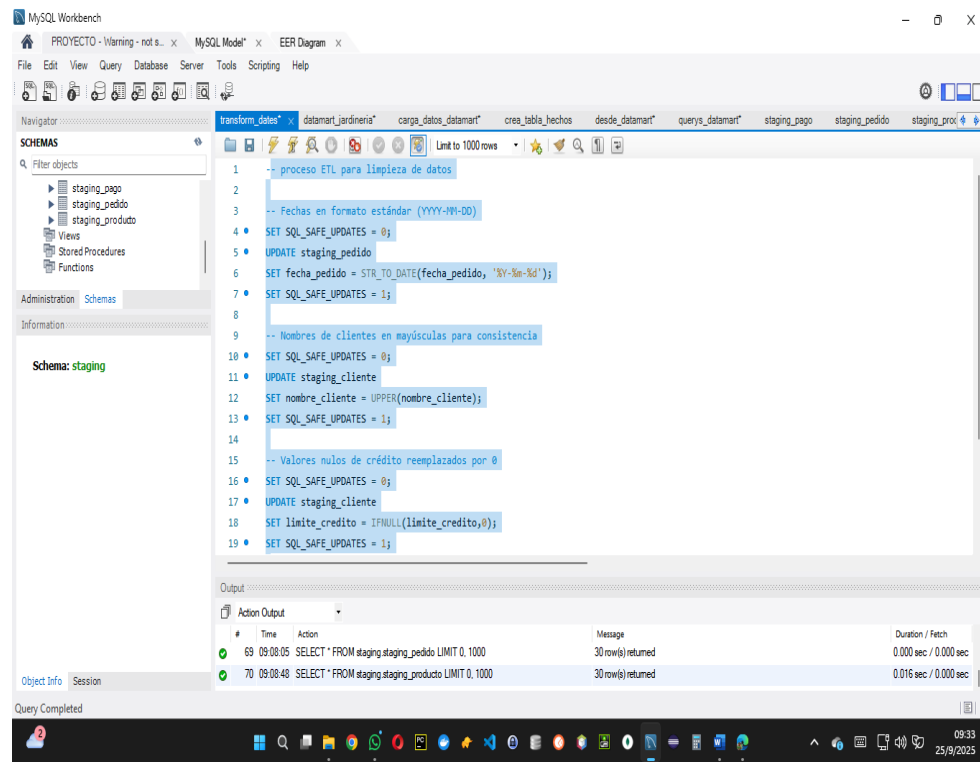 MySQL Workbench
PROYECTO - Warning - not s... x MySQL Model* x EER Diagram x
File Edit View Query Database Server Tools Scripting Help
Navigator
transform_dates* x datamart_jardineria* carga_datos_datamart* crea_tabla_hechos desde_datamart* querys_datamart* staging_pago staging_pedido staging_proc
SCHEMAS
Limit to 1000 rows
Filter objects
staging_pago
staging_pedido
staging_producto
Views
Stored Procedures
Functions
Administration Schemas
Information
Schema: staging
Object Info Session
1 -- proceso ETL para limpieza de datos
2
3 -- Fechas en formato estándar (YYYY-MM-DD)
4 SET SQL_SAFE_UPDATES = 0;
5 UPDATE staging_pedido
6 SET fecha_pedido = STR_TO_DATE(fecha_pedido, '%Y-%m-%d');
7 SET SQL_SAFE_UPDATES = 1;
8
9 -- Nombres de clientes en mayúsculas para consistencia
10 SET SQL_SAFE_UPDATES = 0;
11 UPDATE staging_cliente
12 SET nombre_cliente = UPPER(nombre_cliente);
13 SET SQL_SAFE_UPDATES = 1;
14
15 -- Valores nulos de crédito reemplazados por 0
16 SET SQL_SAFE_UPDATES = 0;
17 UPDATE staging_cliente
18 SET limite_credito = IFNULL(limite_credito,0);
19 SET SQL_SAFE_UPDATES = 1;
Output
Action Output
# Time Action Message Duration / Fetch
69 09:08:05 SELECT * FROM staging.staging_pedido LIMIT 0, 1000 30 row(s) returned 0.000 sec / 0.000 sec
70 09:08:48 SELECT * FROM staging.staging_producto LIMIT 0, 1000 30 row(s) returned 0.016 sec / 0.000 sec
Query Completed
2
09:33
25/9/2025